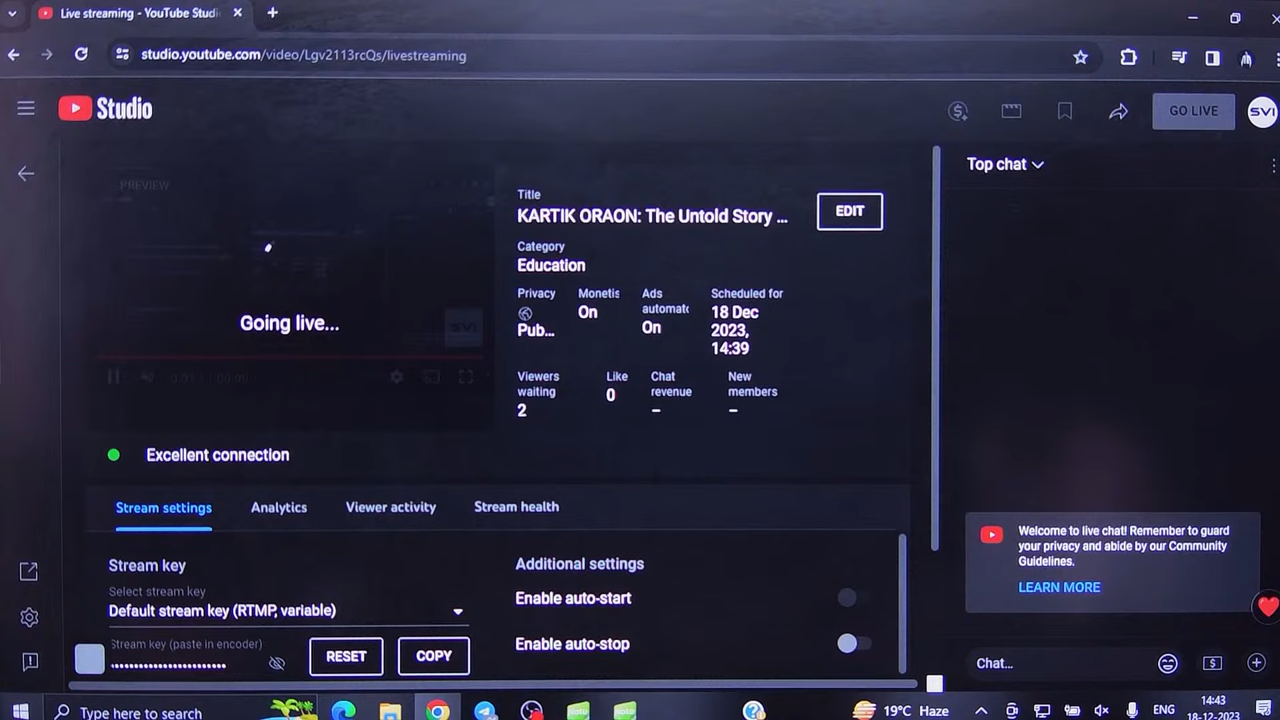 Live streaming - YouTube Studi
studio.youtube.com/video/Lgv2113rcQs/livestreaming
Studio
GO LIVE
SVI
PREVIEW
Going live...
SVI
Title
KARTIK ORAON: The Untold Story ...
EDIT
Category
Education
Privacy
Pub...
Monetis
On
Ads
automat
On
Scheduled for
18 Dec
2023,
14:39
Viewers
waiting
2
Like
0
Chat
revenue
–
New
members
–
Excellent connection
Stream settings
Analytics
Viewer activity
Stream health
Stream key
Select stream key
Default stream key (RTMP, variable)
Stream key (paste in encoder)
RESET
COPY
Additional settings
Enable auto-start
Enable auto-stop
Top chat
Welcome to live chat! Remember to guard
your privacy and abide by our Community
Guidelines.
LEARN MORE
Chat...
Type here to search
19°C Haze
ENG
14:43
18-12-2023